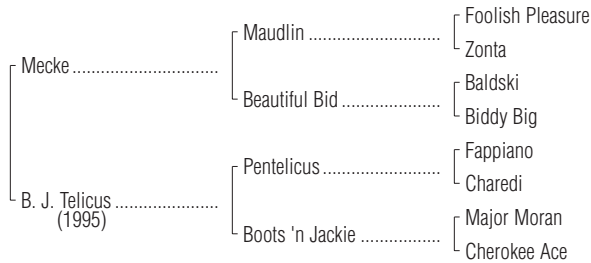 Foolish Pleasure
Maudlin ............................
Zonta
Mecke ...............................
Baldski
Beautiful Bid .....................
Biddy Big
Fappiano
Pentelicus.........................
Charedi
B. J. Telicus ......................
(1995)
Major Moran
Boots 'n Jackie .................
Cherokee Ace